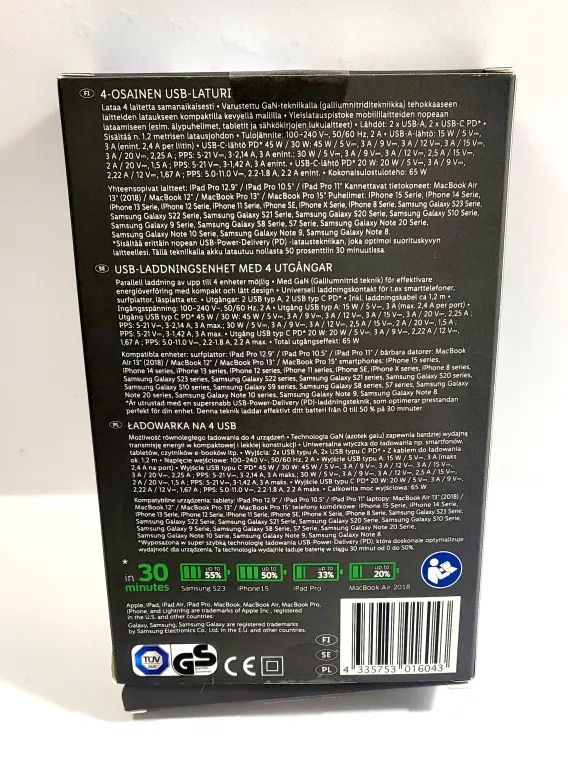 FI 4-OSAINEN USB-LATURI
Lataa 4 laitetta samanaikaisesti • Varustettu GaN-tekniikalla (galliumnitriditekniikka) tehokkaaseen
laitteiden lataukseen kompaktilla kevyellä mallilla • Yleislatauspistoke mobiililaitteiden nopeaan
lataamiseen (esim. älypuhelimet, tabletit ja sähkökirjojen lukulaitteet) • Lähdöt: 2 x USB-A, 2 x USB-C PD* •
Sisältää n. 1,2 metrisen latausjohdon • Tulojännite: 100-240 V~, 50/60 Hz, 2 A • USB-A-lähtö: 15 W / 5 V⎓,
3 A (enint. 2,4 A per portti) • USB-C-lähtö PD* 45 W / 30 W: 45 W / 5 V⎓, 3 A / 9 V⎓, 3 A / 12 V⎓, 3 A / 15 V⎓,
3 A / 20 V⎓, 2,25 A ; PPS: 5-21 V⎓, 3-2,14 A, 3 A enint.; 30 W / 5 V⎓, 3 A / 9 V⎓, 3 A / 12 V⎓, 2,5 A / 15 V⎓,
2 A / 20 V⎓, 1,5 A ; PPS: 5-21 V⎓, 3-1,42 A, 3 A enint. • USB-C-lähtö PD* 20 W: 20 W / 5 V⎓, 3 A / 9 V⎓,
2,22 A / 12 V⎓, 1,67 A ; PPS: 5.0-11.0 V⎓, 2.2-1.8 A, 2.2 A enint. • Kokonaistulostuloteho: 65 W
Yhteensopivat laitteet: iPad Pro 12.9" / iPad Pro 10.5" / iPad Pro 11" Kannettavat tietokoneet: MacBook Air
13" (2018) / MacBook 12" / MacBook Pro 13" / MacBook Pro 15" Puhelimet: iPhone 15 Serie, iPhone 14 Serie,
iPhone 13 Serie, iPhone 12 Serie, iPhone 11 Serie, iPhone SE, iPhone X Serie, iPhone 8 Serie, Samsung Galaxy S23 Serie,
Samsung Galaxy S22 Serie, Samsung Galaxy S21 Serie, Samsung Galaxy S20 Serie, Samsung Galaxy S10 Serie,
Samsung Galaxy 9 Serie, Samsung Galaxy S8 Serie, Samsung Galaxy S7 Serie, Samsung Galaxy Note 20 Serie,
Samsung Galaxy Note 10 Serie, Samsung Galaxy Note 9, Samsung Galaxy Note 8.
*Sisältää erittäin nopean USB-Power-Delivery (PD) -lataustekniikan, joka optimoi suorituskyvyn
laitteellesi. Tällä tekniikalla akku latautuu nollasta 50 prosenttiin 30 minuutissa.
SE USB-LADDNINGSENHET MED 4 UTGÅNGAR
Parallell laddning av upp till 4 enheter möjlig • Med GaN (Galliumnitrid teknik) för effektivare
energiöverföring med kompakt och lätt design • Universell laddningskontakt för t.ex smarttelefoner,
surfplattor, läsplatta etc. • Utgångar: 2 USB typ A, 2 USB typ C PD* • Inkl. laddningskabel ca 1,2 m •
Ingångsspänning: 100-240 V~, 50/60 Hz, 2 A • Utgång USB typ A: 15 W / 5 V⎓, 3 A (max. 2,4 A per port) •
Utgång USB typ C PD* 45 W / 30 W: 45 W / 5 V⎓, 3 A / 9 V⎓, 3 A / 12 V⎓, 3 A / 15 V⎓, 3 A / 20 V⎓, 2,25 A ;
PPS: 5-21 V⎓, 3-2,14 A, 3 A max.; 30 W / 5 V⎓, 3 A / 9 V⎓, 3 A / 12 V⎓, 2,5 A / 15 V⎓, 2 A / 20 V⎓, 1,5 A ;
PPS: 5-21 V⎓, 3-1,42 A, 3 A max. • Utgång USB typ C PD* 20 W: 20 W / 5 V⎓, 3 A / 9 V⎓, 2,22 A / 12 V⎓,
1,67 A ; PPS: 5.0-11.0 V⎓, 2.2-1.8 A, 2.2 A max. • Total utgångseffekt: 65 W
Kompatibla enheter: surfplattor: iPad Pro 12.9" / iPad Pro 10.5" / iPad Pro 11" / bärbara datorer: MacBook
Air 13" (2018) / MacBook 12" / MacBook Pro 13" / MacBook Pro 15" smartphones: iPhone 15 series,
iPhone 14 series, iPhone 13 series, iPhone 12 series, iPhone 11 series, iPhone SE, iPhone X series, iPhone 8 series,
Samsung Galaxy S23 series, Samsung Galaxy S22 series, Samsung Galaxy S21 series, Samsung Galaxy S20 series,
Samsung Galaxy S10 series, Samsung Galaxy S9 series, Samsung Galaxy S8 series, S7 series, Samsung Galaxy
Note 20 series, Samsung Galaxy Note 10 series, Samsung Galaxy Note 9, Samsung Galaxy Note 8
*Är utrustad med en supersnabb USB-Power-Delivery (PD)-laddningsteknik, som optimerar prestandan
perfekt för din enhet. Denna teknik laddar effektivt ditt batteri från 0 till 50 % på 30 minuter.
PL ŁADOWARKA NA 4 USB
Możliwość równoległego ładowania do 4 urządzeń • Technologia GaN (azotek galu) zapewnia bardziej wydajną
transmisję energii w kompaktowej i lekkiej konstrukcji • Uniwersalna wtyczka do ładowania np. smartfonów,
tabletów, czytników e-booków itp. • Wyjścia: 2x USB typu A, 2x USB typu C PD* • Z kablem do ładowania
ok. 1,2 m • Napięcie wejściowe: 100-240 V~, 50/60 Hz, 2 A • Wyjście USB typu A: 15 W / 5 V⎓, 3 A (maks.
2,4 A na port) • Wyjście USB typu C PD* 45 W / 30 W: 45 W / 5 V⎓, 3 A / 9 V⎓, 3 A / 12 V⎓, 3 A / 15 V⎓,
3 A / 20 V⎓, 2,25 A ; PPS: 5-21 V⎓, 3-2,14 A, 3 A maks.; 30 W / 5 V⎓, 3 A / 9 V⎓, 3 A / 12 V⎓, 2,5 A / 15 V⎓,
2 A / 20 V⎓, 1,5 A ; PPS: 5-21 V⎓, 3-1,42 A, 3 A maks. • Wyjście USB typu C PD* 20 W: 20 W / 5 V⎓, 3 A / 9 V⎓,
2,22 A / 12 V⎓, 1,67 A ; PPS: 5.0-11.0 V⎓, 2.2-1.8 A, 2.2 A maks. • Całkowita moc wyjściowa: 65 W
Kompatybilne urządzenia: tablety: iPad Pro 12.9" / iPad Pro 10.5" / iPad Pro 11" laptopy: MacBook Air 13" (2018) /
MacBook 12" / MacBook Pro 13" / MacBook Pro 15" telefony komórkowe: iPhone 15 Serie, iPhone 14 Serie,
iPhone 13 Serie, iPhone 12 Serie, iPhone 11 Serie, iPhone SE, iPhone X Serie, iPhone 8 Serie, Samsung Galaxy S23 Serie,
Samsung Galaxy S22 Serie, Samsung Galaxy S21 Serie, Samsung Galaxy S20 Serie, Samsung Galaxy S10 Serie,
Samsung Galaxy 9 Serie, Samsung Galaxy S8 Serie, Samsung Galaxy S7 Serie, Samsung Galaxy Note 20 Serie,
Samsung Galaxy Note 10 Serie, Samsung Galaxy Note 9, Samsung Galaxy Note 8.
*Wyposażona w super szybką technologię ładowania USB-Power-Delivery (PD), która doskonale optymalizuje
wydajność dla urządzeń. Ta technologia wydajnie ładuje baterię w ciągu 30 minut od 0 do 50%.
* in 30 minutes
up to 55% up to 50% up to 33% up to 20%
Samsung S23 iPhone15 iPad Pro MacBook Air 2018
Apple, iPad, iPad Air, iPad Pro, MacBook, MacBook Air, MacBook Pro,
iPhone, and Lightning are trademarks of Apple Inc., registered
in the U.S. and other countries.
Galaxy, Samsung, Samsung Galaxy are registered trademarks
by Samsung Electronics Co., Ltd. in the E.U. and other countries.
FI
SE
PL
TÜV SÜD GS CE
4 335753 016043